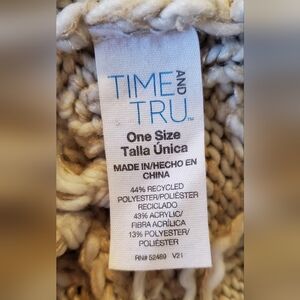 TIME AND
TRU™
One Size
Talla Única
MADE IN/HECHO EN
CHINA
44% RECYCLED
POLYESTER/POLIÉSTER
RECICLADO
43% ACRYLIC/
FIBRA ACRÍLICA
13% POLYESTER/
POLIÉSTER
RN# 52469 V21